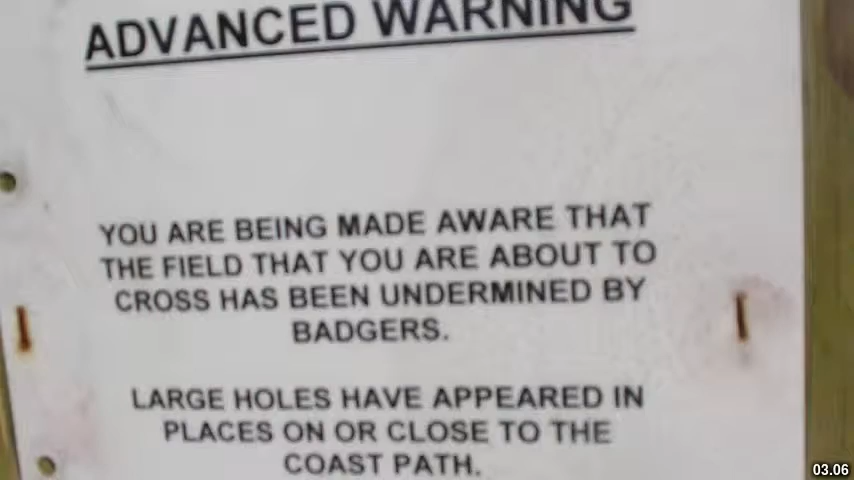 ADVANCED WARNING
YOU ARE BEING MADE AWARE THAT
THE FIELD THAT YOU ARE ABOUT TO
CROSS HAS BEEN UNDERMINED BY
BADGERS.
LARGE HOLES HAVE APPEARED IN
PLACES ON OR CLOSE TO THE
COAST PATH.
03.06